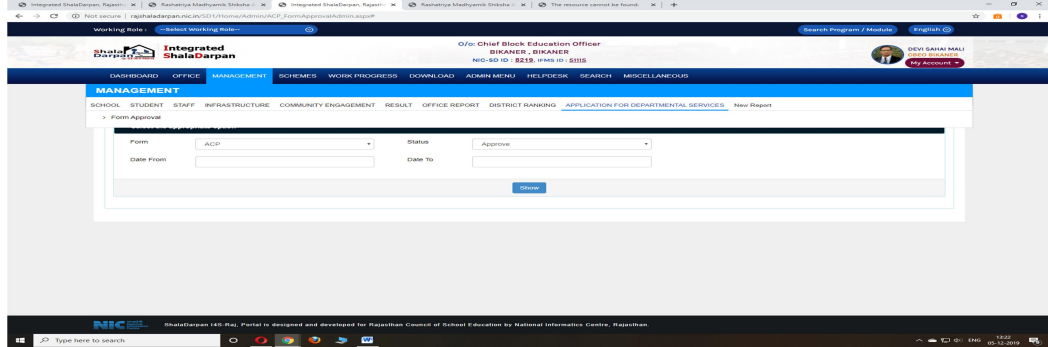 Integrated ShalaDarpan, Rajasth
Rashatriya Madhyamik Shiksha
Integrated ShalaDarpan, Rajasth
Rashatriya Madhyamik Shiksha
The resource cannot be found.
Not secure | rajshaladarpan.nic.in/SD1/Home/Admin/ACP_FormApprovalAdmin.aspx#
Working Role : --Select Working Role--
Search Program / Module
English
Shala Darpan
Integrated ShalaDarpan
O/o: Chief Block Education Officer
BIKANER , BIKANER
NIC-SD ID : 8219, IFMS ID : 51115
DEVI SAHAI MALI
CBEO BIKANER
My Account
DASHBOARD OFFICE MANAGEMENT SCHEMES WORK PROGRESS DOWNLOAD ADMIN MENU HELPDESK SEARCH MISCELLANEOUS
MANAGEMENT
SCHOOL STUDENT STAFF INFRASTRUCTURE COMMUNITY ENGAGEMENT RESULT OFFICE REPORT DISTRICT RANKING APPLICATION FOR DEPARTMENTAL SERVICES New Report
> Form Approval
Form ACP Status Approve
Date From Date To
Show
NIC ShalaDarpan I4S-Raj, Portal is designed and developed for Rajasthan Council of School Education by National Informatics Centre, Rajasthan.
Type here to search
ENG
13:22
05-12-2019